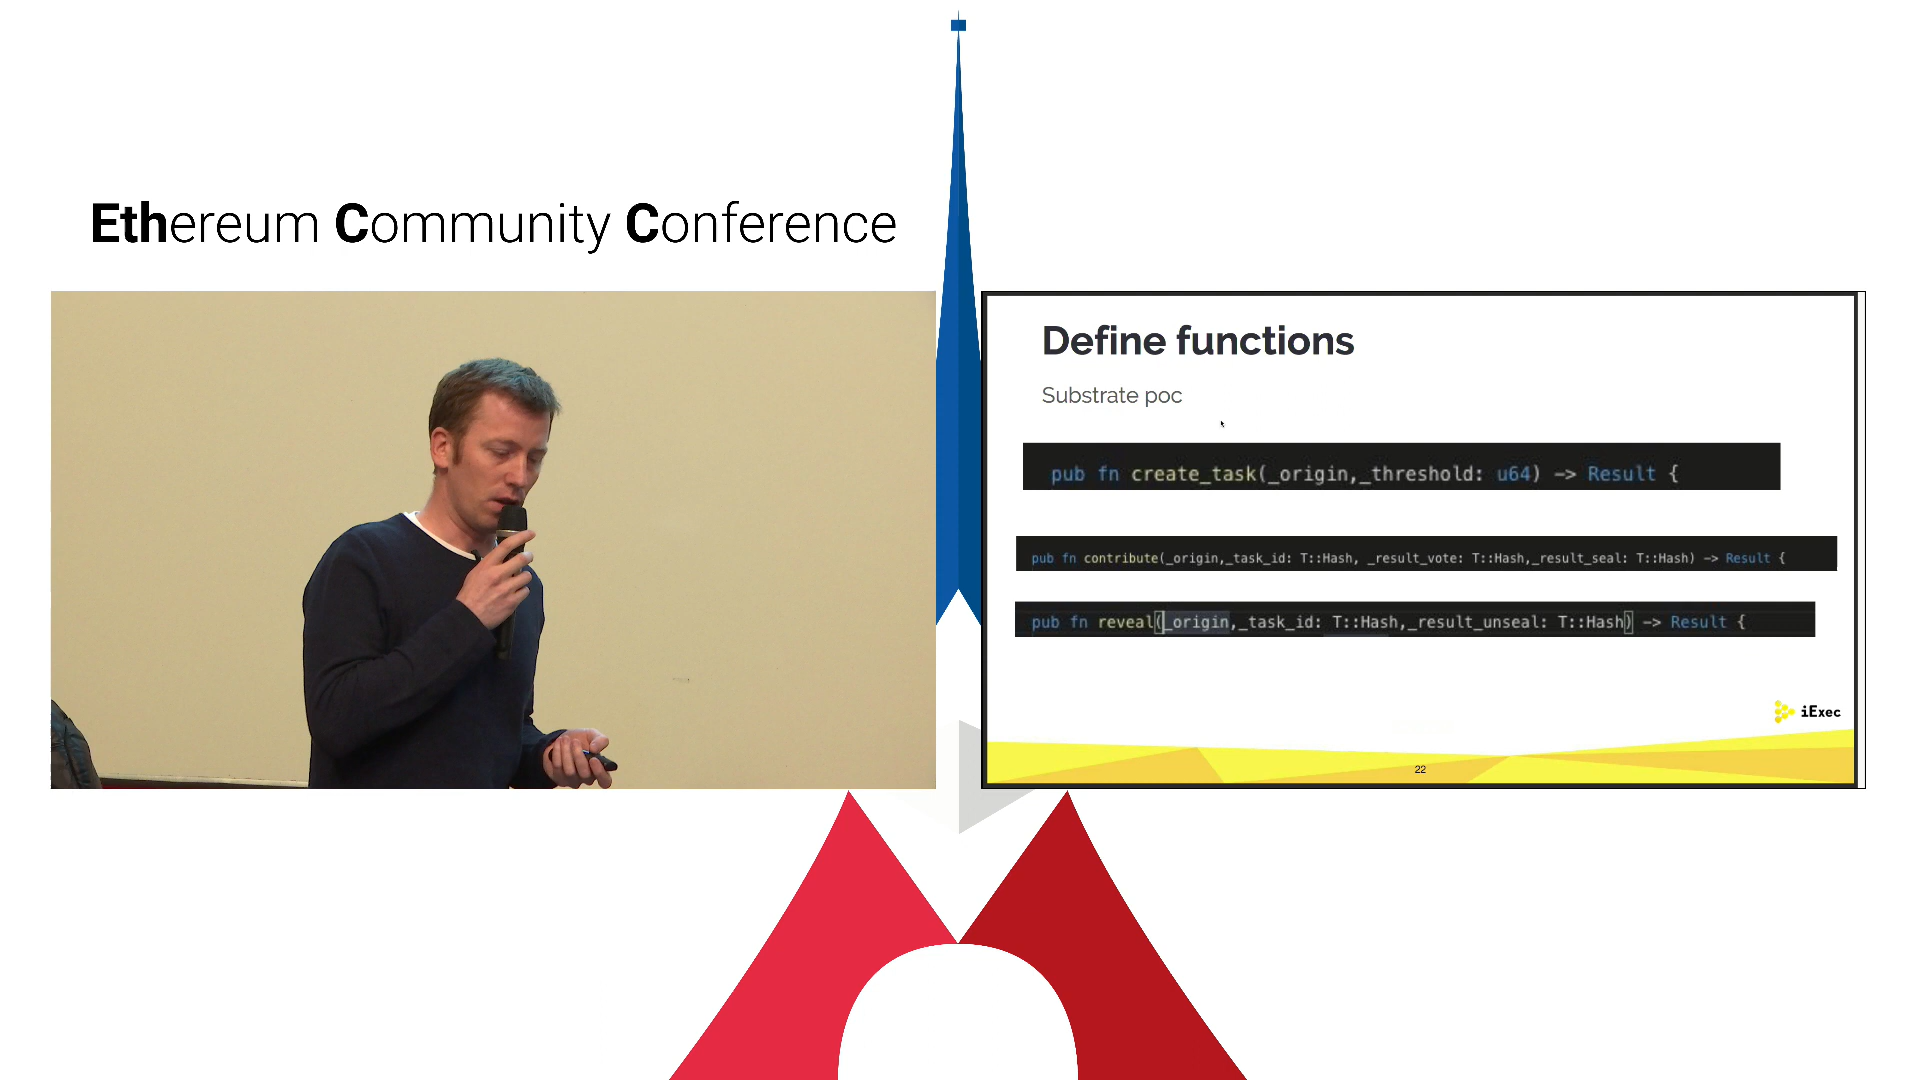 Ethereum Community Conference
Define functions
Substrate poc
pub fn create_task(_origin,_threshold: u64) -> Result {
pub fn contribute(_origin,_task_id: T::Hash, _result_vote: T::Hash,_result_seal: T::Hash) -> Result {
pub fn reveal(_origin,_task_id: T::Hash,_result_unseal: T::Hash) -> Result {
iExec
22